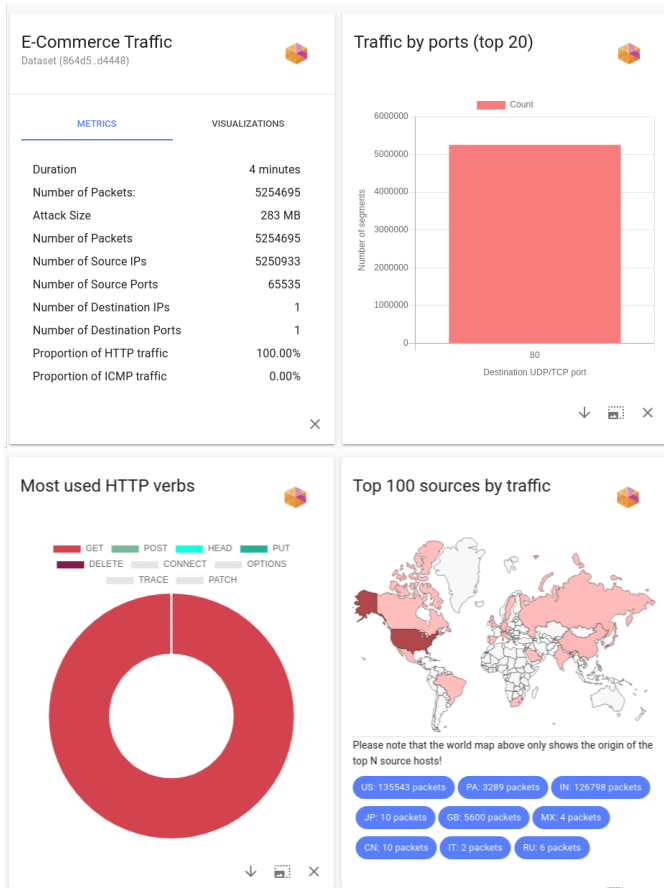 E-Commerce Traffic
Dataset (864d5..d4448)
METRICS VISUALIZATIONS
Duration 4 minutes
Number of Packets: 5254695
Attack Size 283 MB
Number of Packets 5254695
Number of Source IPs 5250933
Number of Source Ports 65535
Number of Destination IPs 1
Number of Destination Ports 1
Proportion of HTTP traffic 100.00%
Proportion of ICMP traffic 0.00%
Traffic by ports (top 20)
Count
Number of segments
6000000
5000000
4000000
3000000
2000000
1000000
0
80
Destination UDP/TCP port
Most used HTTP verbs
GET POST HEAD PUT
DELETE CONNECT OPTIONS
TRACE PATCH
Top 100 sources by traffic
Please note that the world map above only shows the origin of the
top N source hosts!
US: 135543 packets PA: 3289 packets IN: 126798 packets
JP: 10 packets GB: 5600 packets MX: 4 packets
CN: 10 packets IT: 2 packets RU: 6 packets